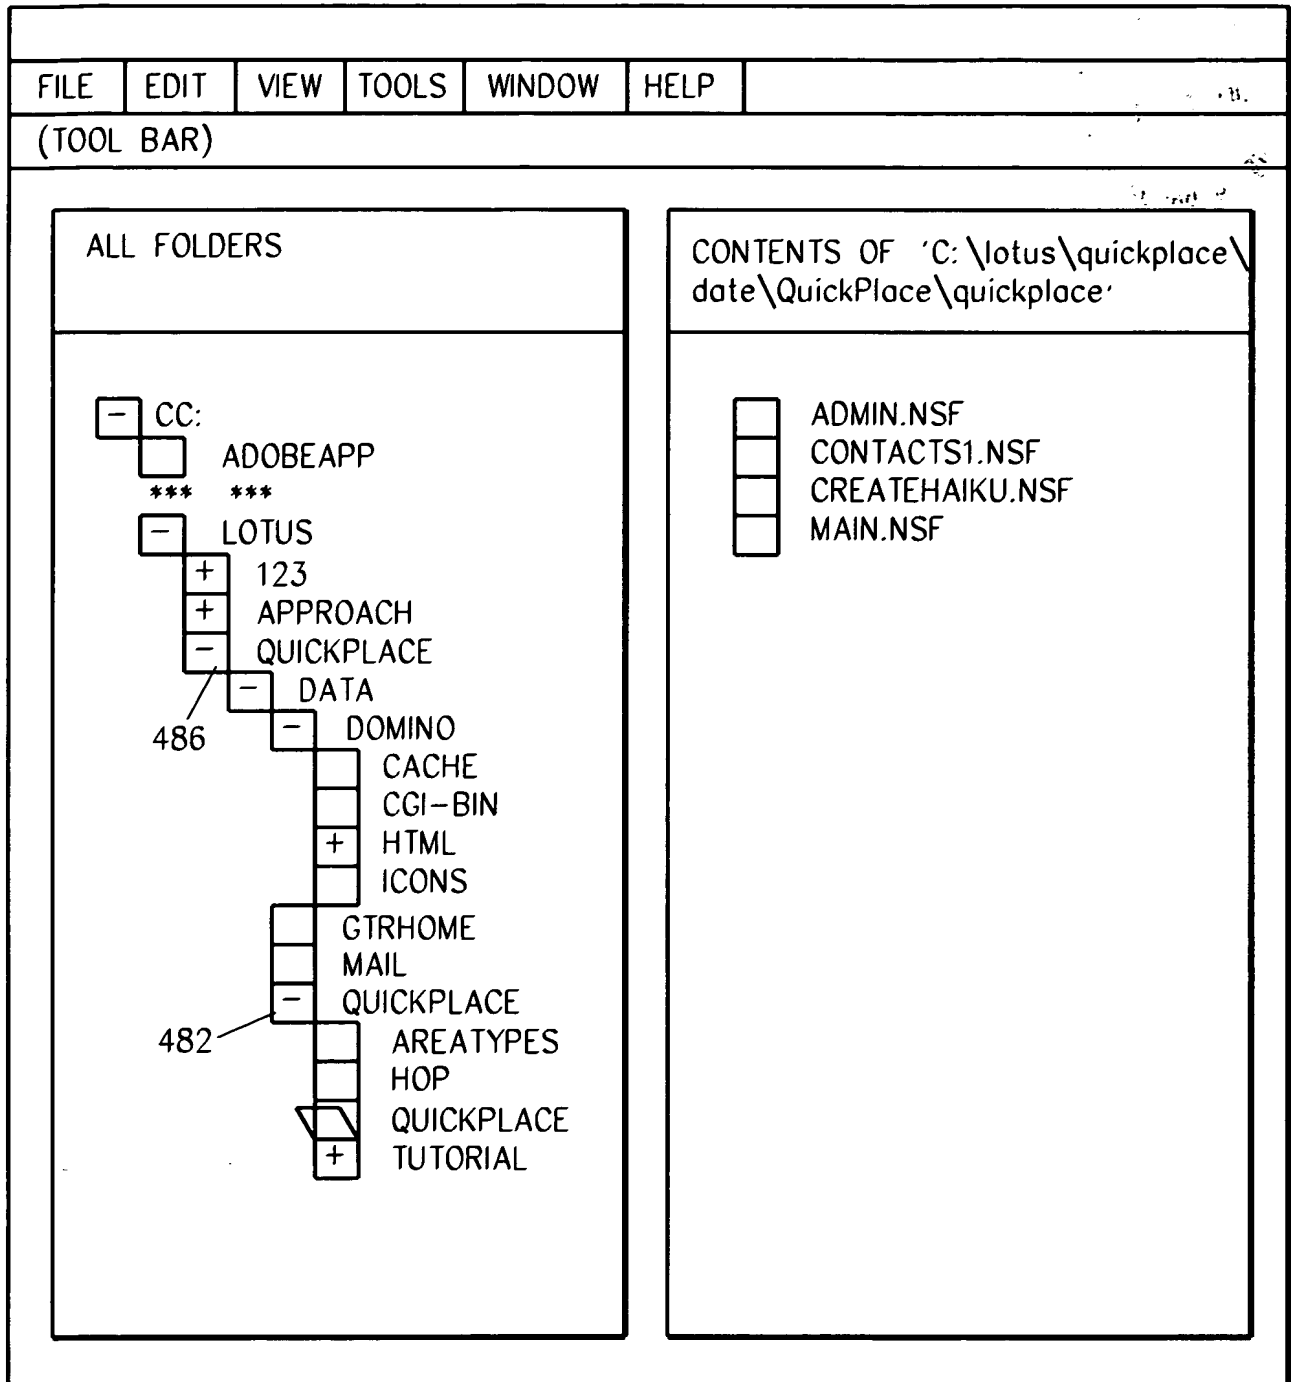 FILE EDIT VIEW TOOLS WINDOW HELP
(TOOL BAR)
ALL FOLDERS
- CC:
ADOBEAPP
*** ***
- LOTUS
+ 123
+ APPROACH
- QUICKPLACE
- DATA
486
- DOMINO
CACHE
CGI-BIN
+ HTML
ICONS
GTRHOME
MAIL
- QUICKPLACE
482
AREATYPES
HOP
QUICKPLACE
+ TUTORIAL
CONTENTS OF 'C:\lotus\quickplace\
date\QuickPlace\quickplace'
ADMIN.NSF
CONTACTS1.NSF
CREATEHAIKU.NSF
MAIN.NSF